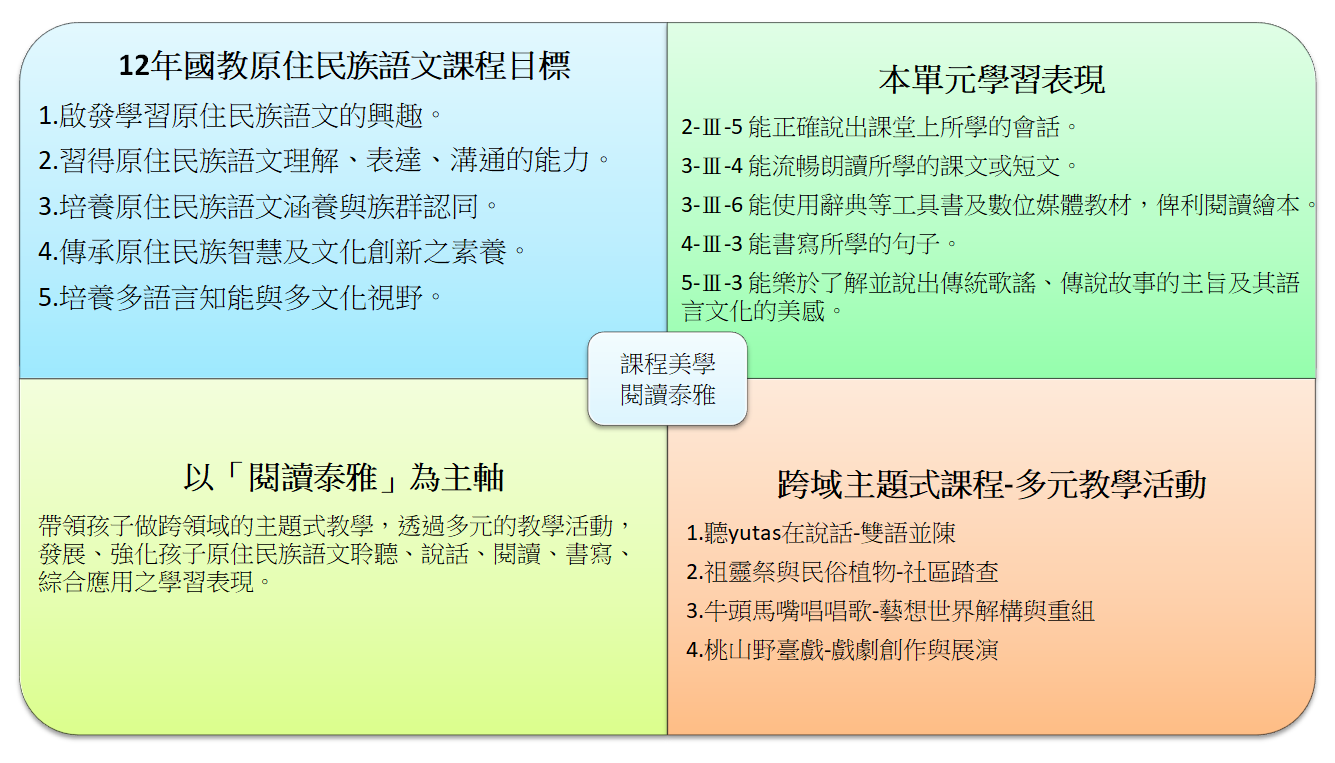 12年國教原住民族語文課程目標
1.啟發學習原住民族語文的興趣。
2.習得原住民族語文理解、表達、溝通的能力。
3.培養原住民族語文涵養與族群認同。
4.傳承原住民族智慧及文化創新之素養。
5.培養多語言知能與多文化視野。
本單元學習表現
2-Ⅲ-5 能正確說出課堂上所學的會話。
3-Ⅲ-4 能流暢朗讀所學的課文或短文。
3-Ⅲ-6 能使用辭典等工具書及數位媒體教材，俾利閱讀繪本。
4-Ⅲ-3 能書寫所學的句子。
5-Ⅲ-3 能樂於了解並說出傳統歌謠、傳說故事的主旨及其語
言文化的美感。
課程美學
閱讀泰雅
以「閱讀泰雅」為主軸
帶領孩子做跨領域的主題式教學，透過多元的教學活動，
發展、強化孩子原住民族語文聆聽、說話、閱讀、書寫、
綜合應用之學習表現。
跨域主題式課程-多元教學活動
1.聽yutas在說話-雙語並陳
2.祖靈祭與民俗植物-社區踏查
3.牛頭馬嘴唱唱歌-藝想世界解構與重組
4.桃山野臺戲-戲劇創作與展演